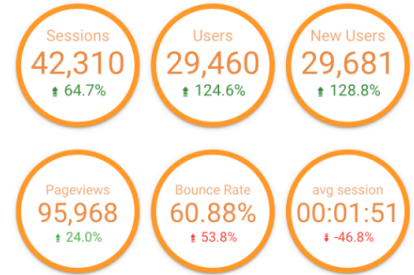 Sessions
42,310
64.7%
Users
29,460
124.6%
New Users
29,681
128.8%
Pageviews
95,968
24.0%
Bounce Rate
60.88%
53.8%
avg session
00:01:51
-46.8%